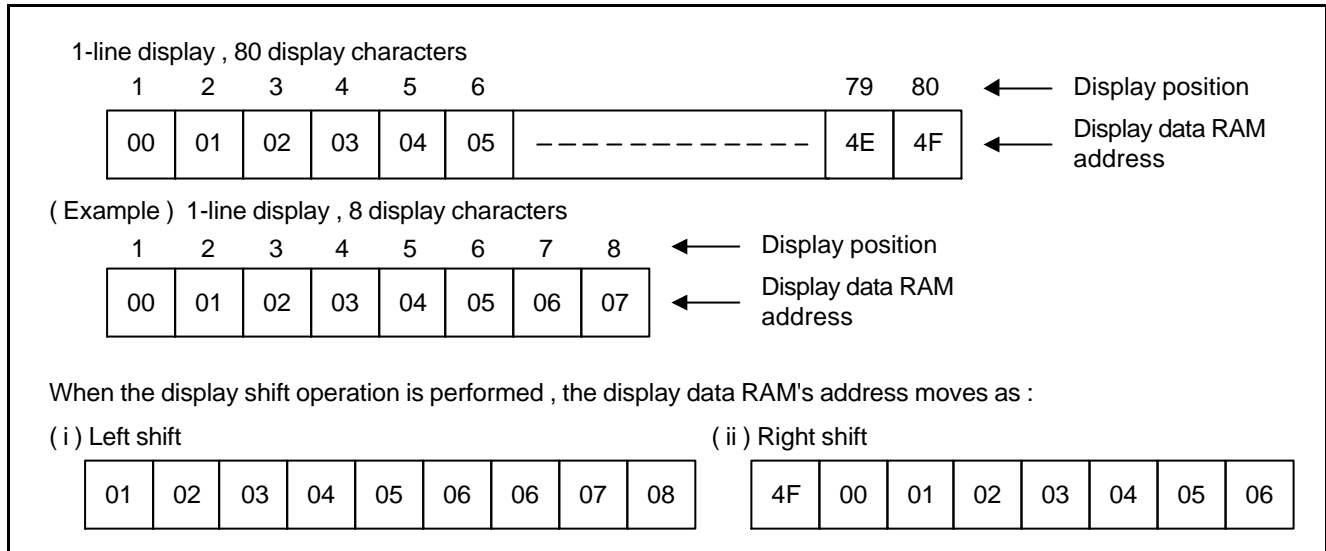 1-line display , 80 display characters
1 2 3 4 5 6 79 80 Display position
00 01 02 03 04 05 4E 4F Display data RAM address
( Example ) 1-line display , 8 display characters
1 2 3 4 5 6 7 8 Display position
00 01 02 03 04 05 06 07 Display data RAM address
When the display shift operation is performed , the display data RAM's address moves as :
( i ) Left shift ( ii ) Right shift
01 02 03 04 05 06 06 07 08 4F 00 01 02 03 04 05 06